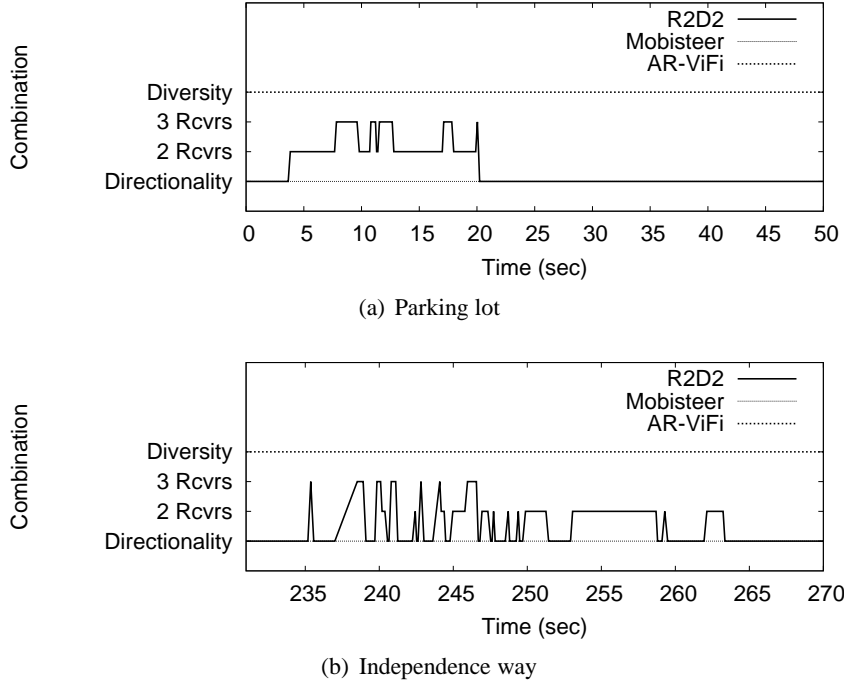 R2D2
Mobisteer
AR-ViFi
Combination
Diversity
3 Rcvrs
2 Rcvrs
Directionality
0 5 10 15 20 25 30 35 40 45 50
Time (sec)
(a) Parking lot
R2D2
Mobisteer
AR-ViFi
Combination
Diversity
3 Rcvrs
2 Rcvrs
Directionality
235 240 245 250 255 260 265 270
Time (sec)
(b) Independence way